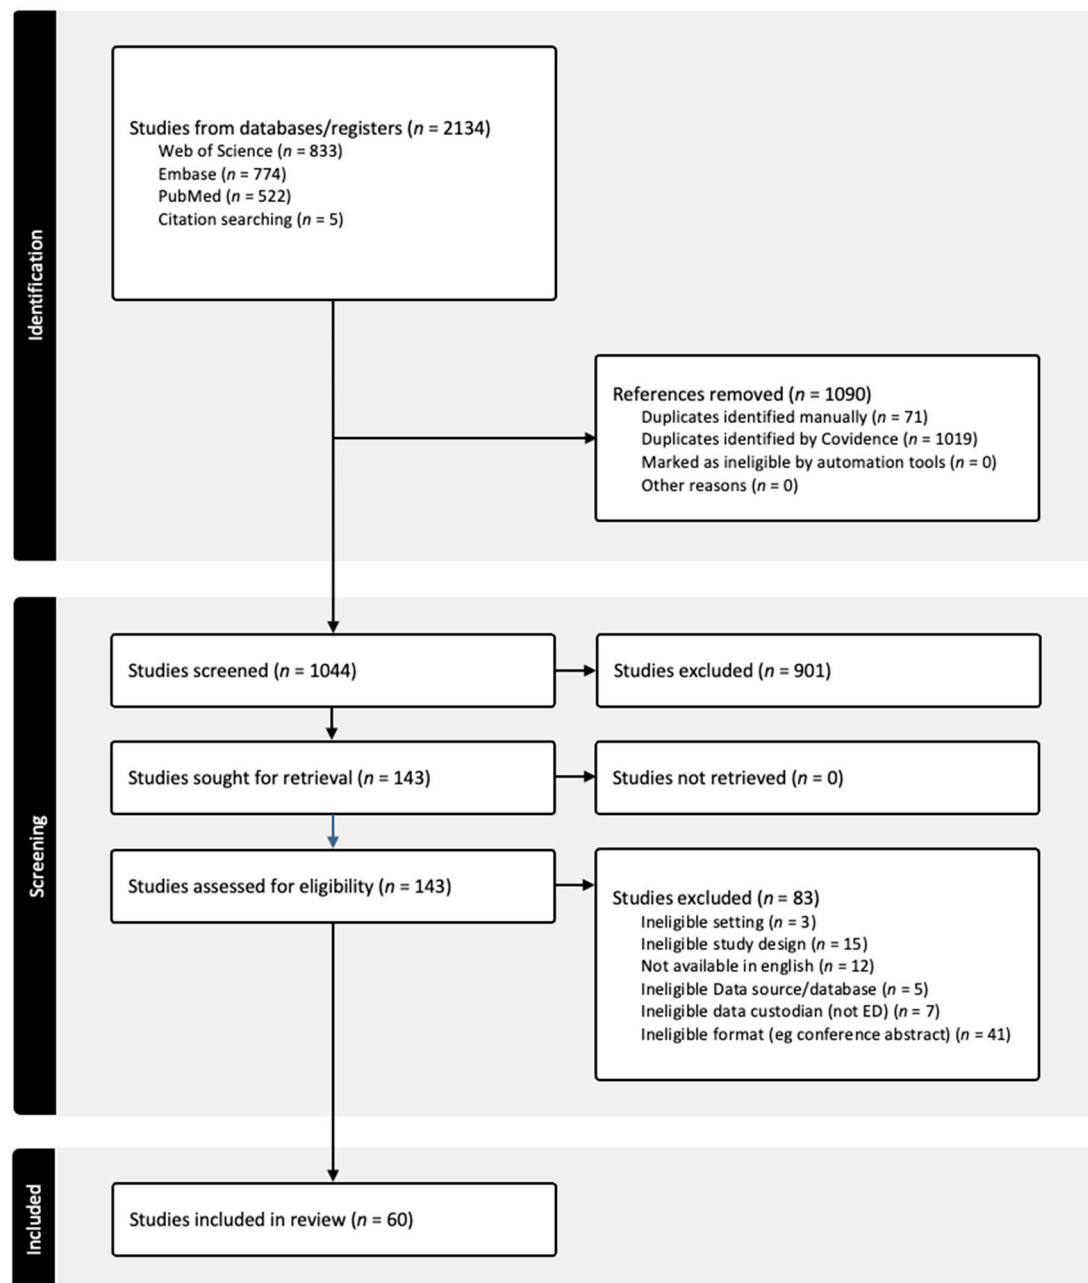 Identification
Studies from databases/registers (n = 2134)
Web of Science (n = 833)
Embase (n = 774)
PubMed (n = 522)
Citation searching (n = 5)
References removed (n = 1090)
Duplicates identified manually (n = 71)
Duplicates identified by Covidence (n = 1019)
Marked as ineligible by automation tools (n = 0)
Other reasons (n = 0)
Screening
Studies screened (n = 1044)
Studies excluded (n = 901)
Studies sought for retrieval (n = 143)
Studies not retrieved (n = 0)
Studies assessed for eligibility (n = 143)
Studies excluded (n = 83)
Ineligible setting (n = 3)
Ineligible study design (n = 15)
Not available in english (n = 12)
Ineligible Data source/database (n = 5)
Ineligible data custodian (not ED) (n = 7)
Ineligible format (eg conference abstract) (n = 41)
Included
Studies included in review (n = 60)